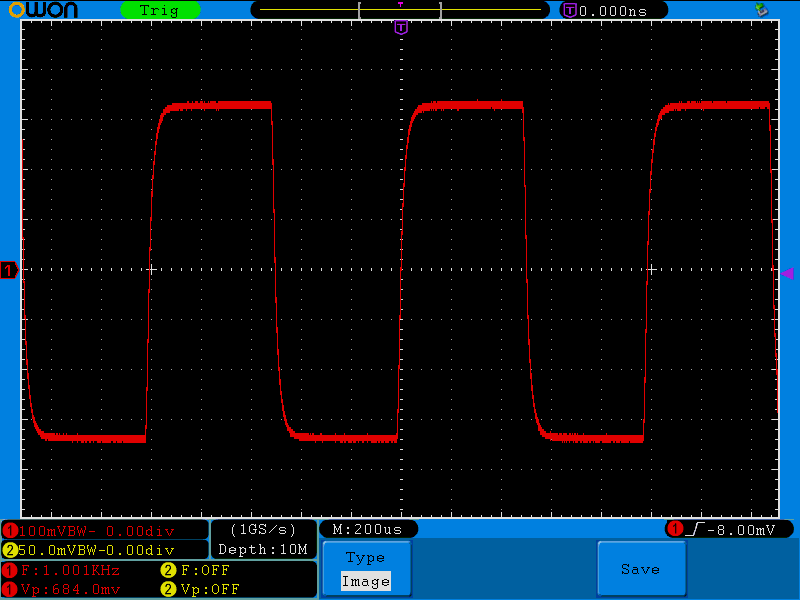 owon Trig T T 0.000ns
T
1
1 100mVBW- 0.00div (1GS/s) M:200us 1 -8.00mV
2 50.0mVBW-0.00div Depth:10M
Type Save
1 F:1.001KHz 2 F:OFF
Image
1 Vp:684.0mv 2 Vp:OFF